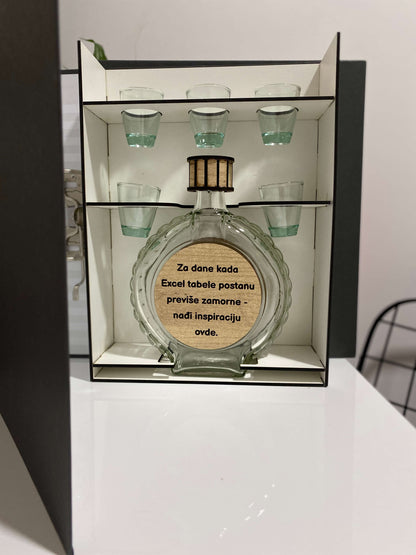 Za dane kada
Excel tabele postanu
previše zamorne -
nađi inspiraciju
ovde.